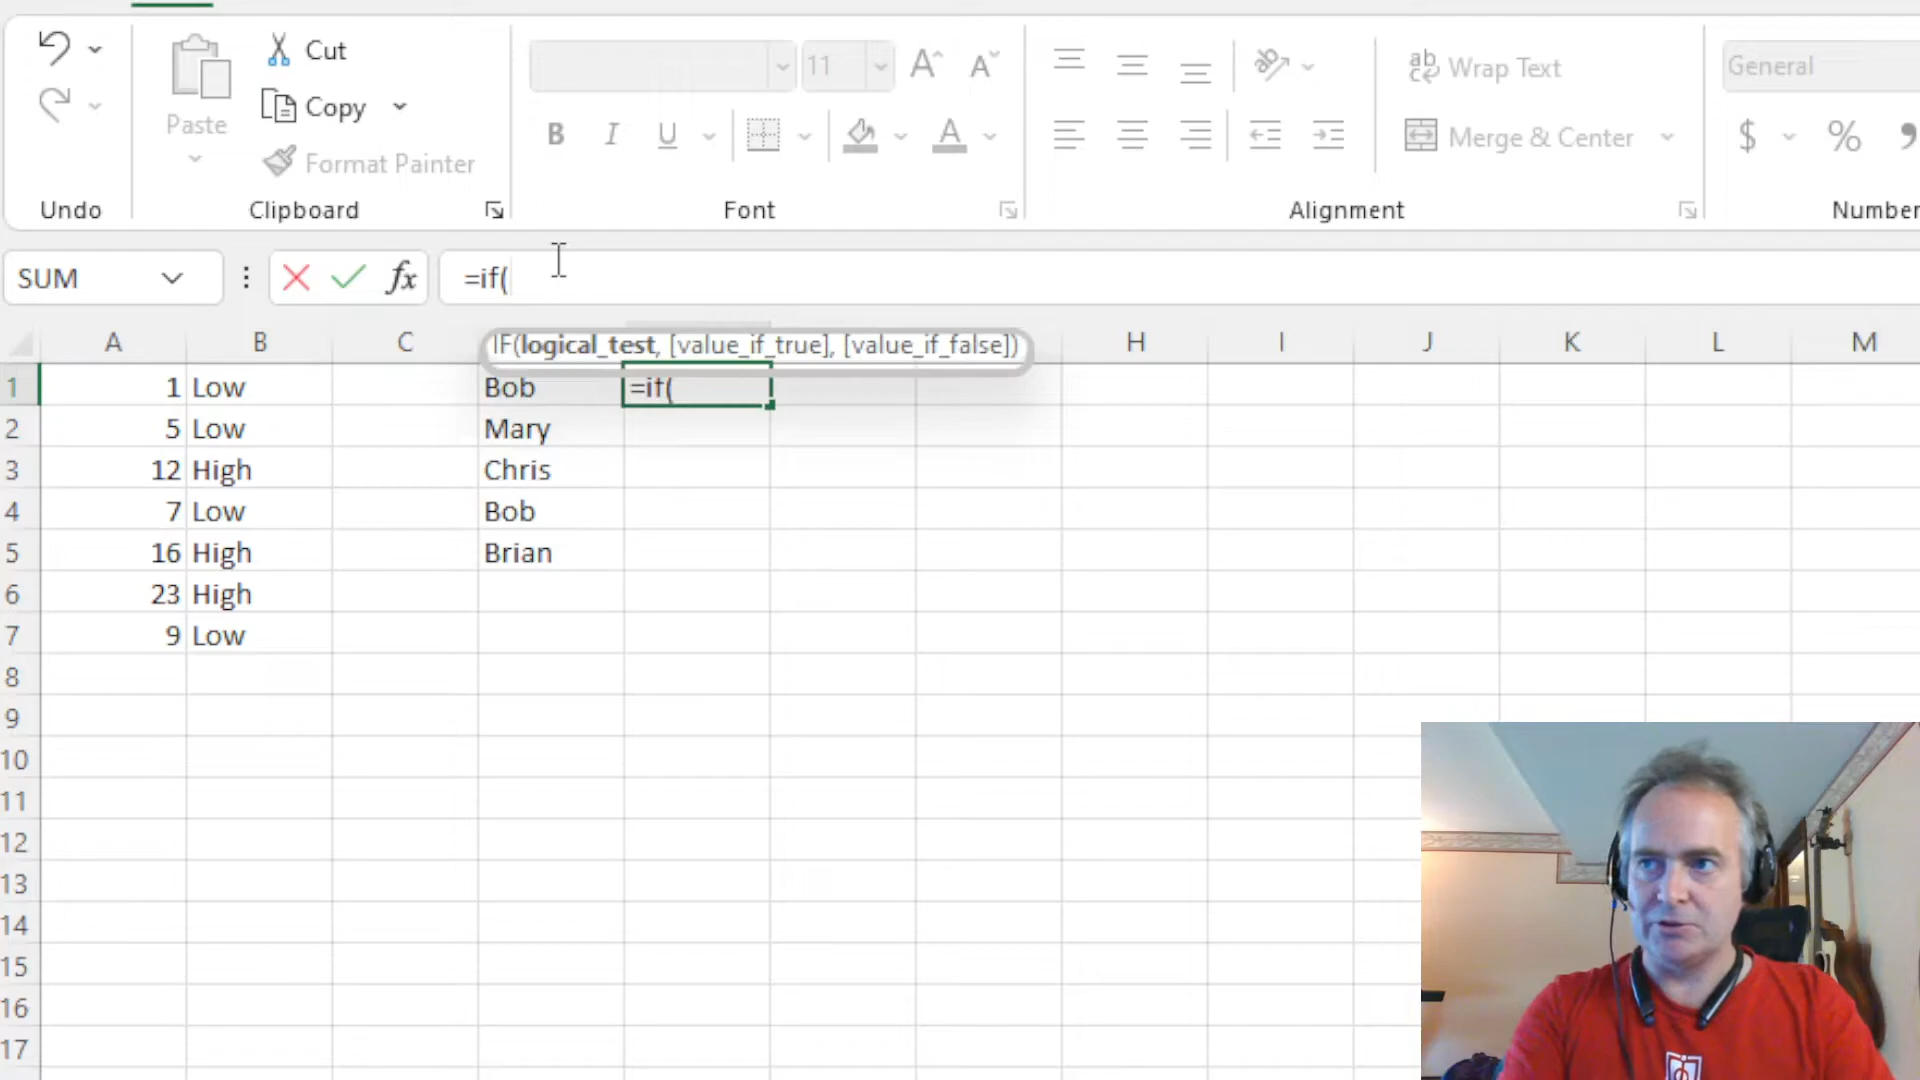 Undo
Paste
Cut
Copy
Format Painter
Clipboard
11
B I U
Font
Wrap Text
Merge & Center
Alignment
General
$ % ,
Number
SUM
fx
=if(
A B C H I J K L M
IF(logical_test, [value_if_true], [value_if_false])
1 1 Low Bob =if(
2 5 Low Mary
3 12 High Chris
4 7 Low Bob
5 16 High Brian
6 23 High
7 9 Low
8
9
10
11
12
13
14
15
16
17